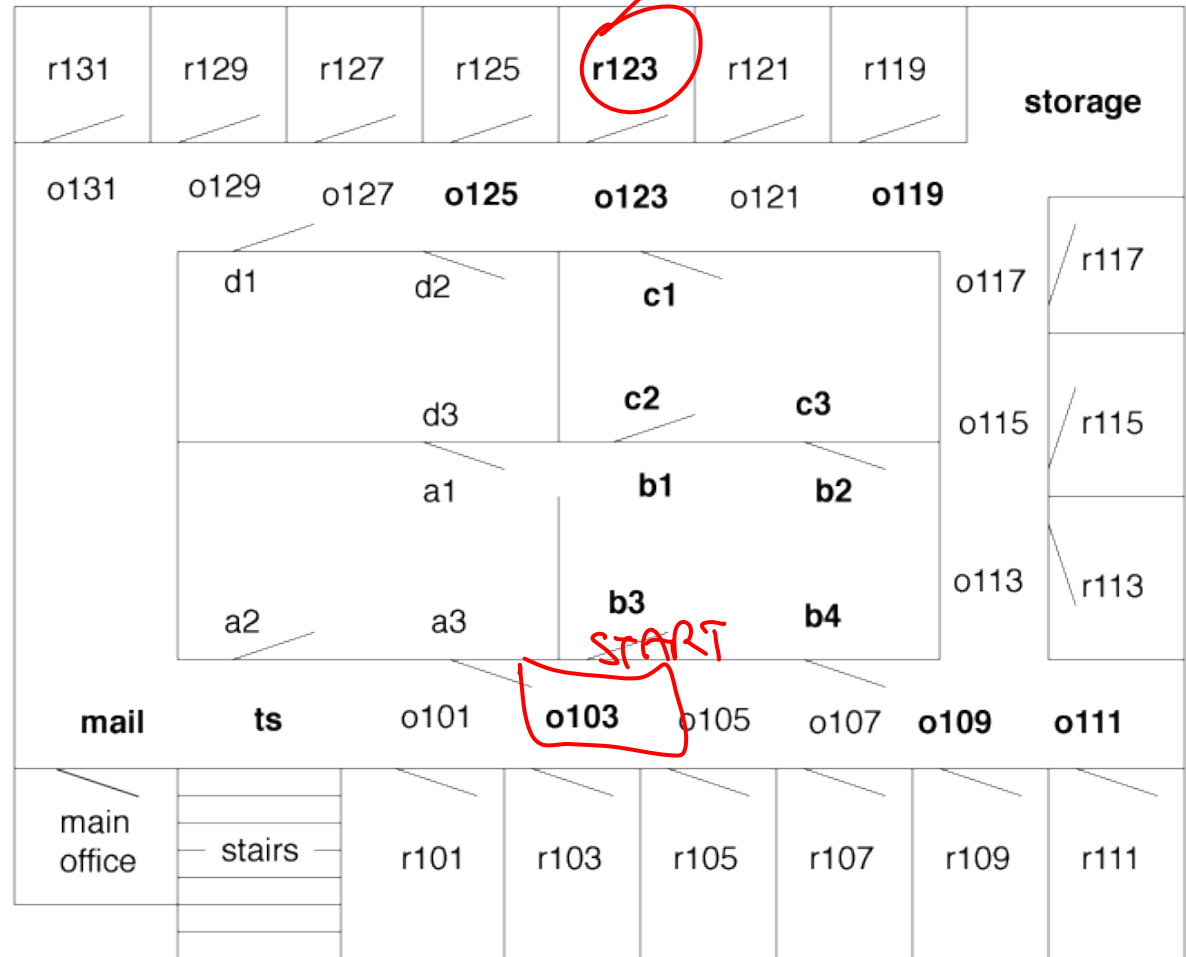 r131 r129 r127 r125 r123 r121 r119
storage
o131 o129 o127 o125 o123 o121 o119
d1 d2 c1 o117 r117
d3 c2 c3 o115 r115
a1 b1 b2
a2 a3 b3 b4 o113 r113
START
mail ts o101 o103 o105 o107 o109 o111
main
office
stairs r101 r103 r105 r107 r109 r111